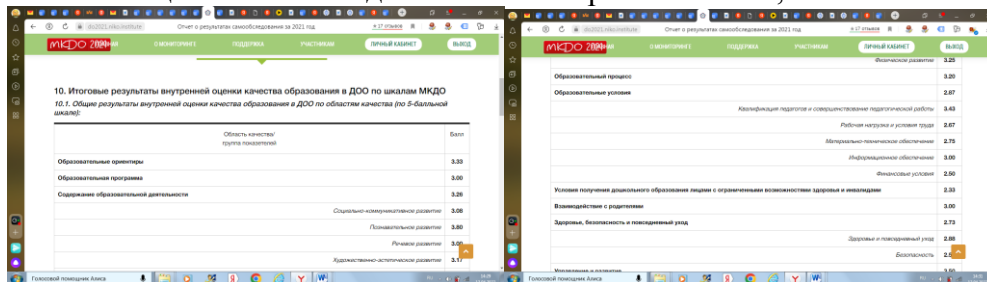 Отчет о результатах самообследования за 2021 год
МКДО 2020
О МОНИТОРИНГЕ
ПОДДЕРЖКА
УЧАСТНИКАМ
ЛИЧНЫЙ КАБИНЕТ
ВЫХОД
10. Итоговые результаты внутренней оценки качества образования в ДОО по шкалам МКДО
10.1. Общие результаты внутренней оценки качества образования в ДОО по областям качества (по 5-балльной
шкале):
Область качества/
группа показателей
Балл
Образовательные ориентиры 3.33
Образовательная программа 3.00
Содержание образовательной деятельности 3.26
Социально-коммуникативное развитие 3.08
Познавательное развитие 3.80
Речевое развитие
Художественно-эстетическое развитие
Голосовой помощник Алиса
Отчет о результатах самообследования за 2021 год
МКДО 2020
О МОНИТОРИНГЕ
ПОДДЕРЖКА
УЧАСТНИКАМ
ЛИЧНЫЙ КАБИНЕТ
ВЫХОД
Физическое развитие 3.25
Образовательный процесс 3.20
Образовательные условия 2.87
Квалификация педагогов и совершенствование педагогической работы 3.43
Рабочая нагрузка и условия труда 2.67
Материально-техническое обеспечение 2.75
Информационное обеспечение 3.00
Финансовые условия 2.50
Условия получения дошкольного образования лицами с ограниченными возможностями здоровья и инвалидами 2.33
Взаимодействие с родителями 3.00
Здоровье, безопасность и повседневный уход 2.73
Здоровье и повседневный уход 2.88
Безопасность
Управление и развитие
Голосовой помощник Алиса